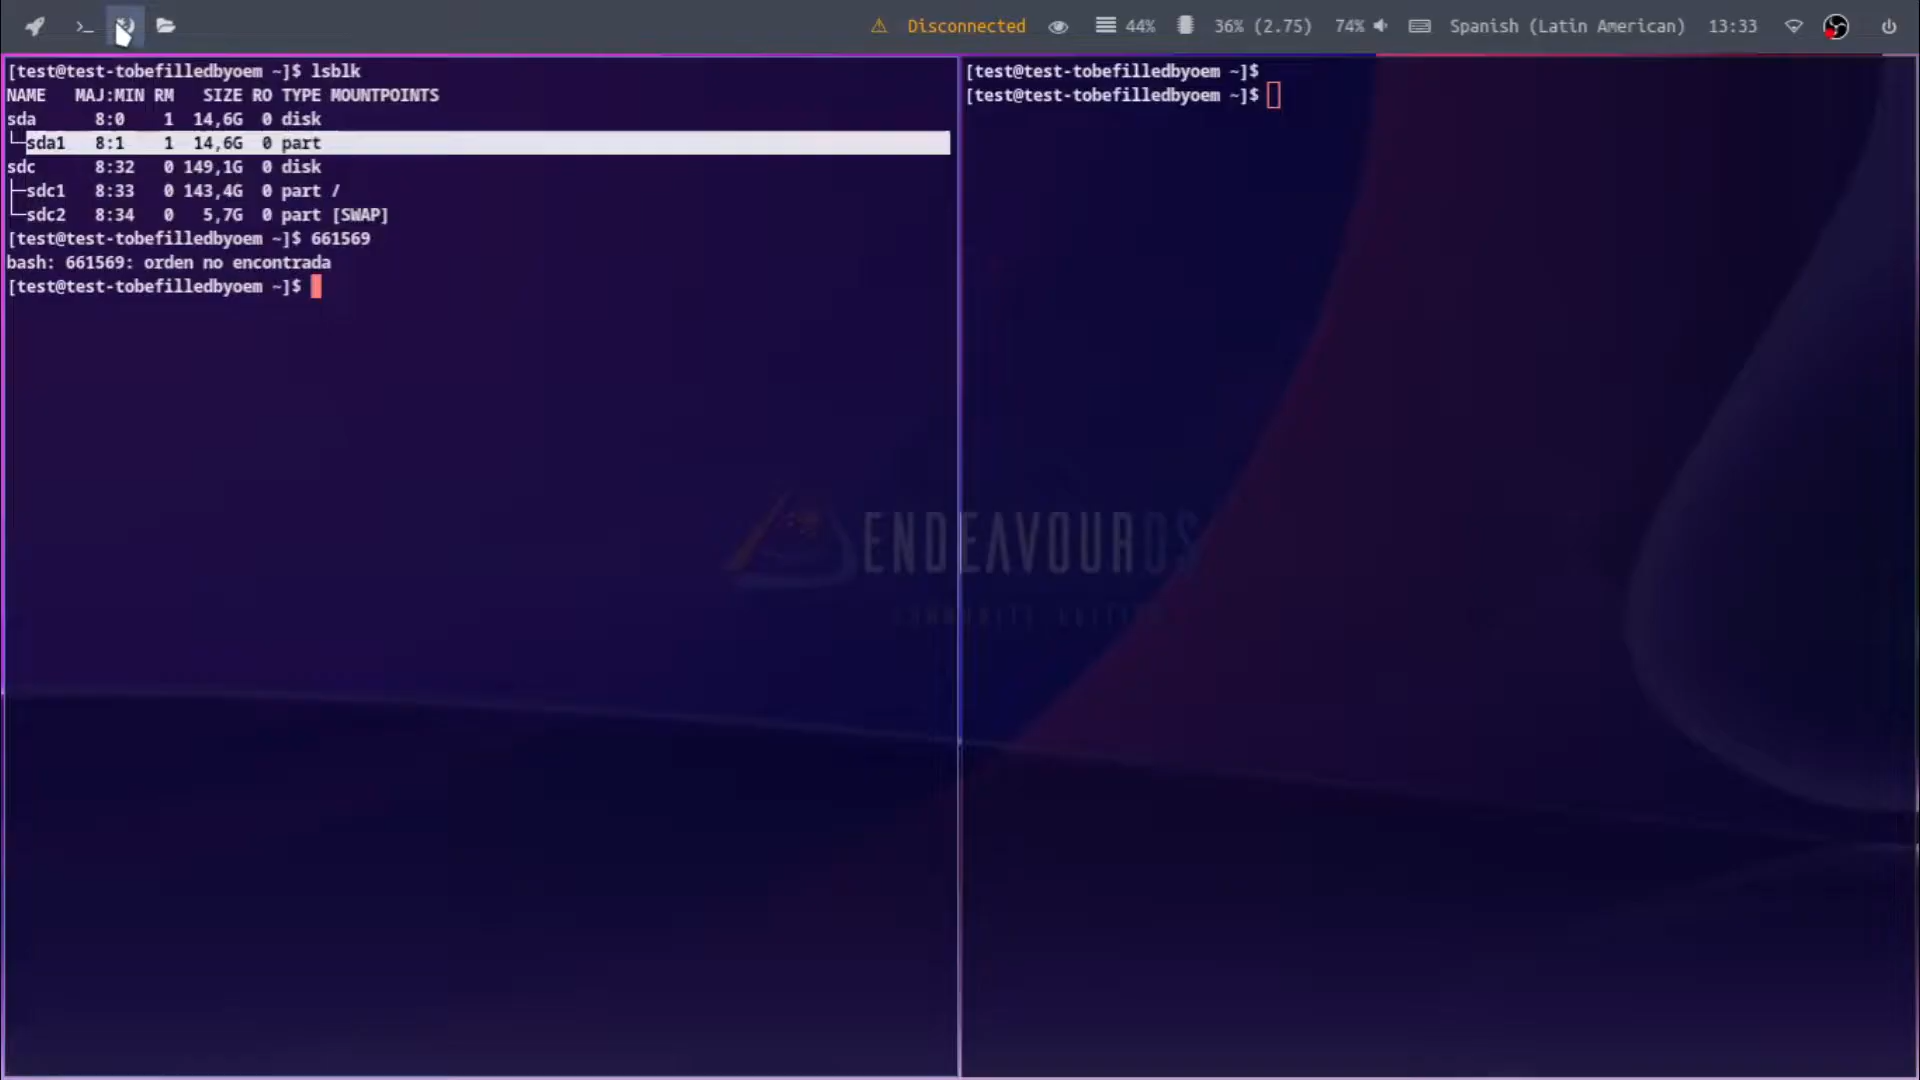 >_ Disconnected 44% 36% (2.75) 74% Spanish (Latin American) 13:33
[test@test-tobefilledbyoem ~]$ lsblk
NAME   MAJ:MIN RM   SIZE RO TYPE MOUNTPOINTS
sda      8:0    1  14,6G  0 disk
└─sda1   8:1    1  14,6G  0 part
sdc      8:32   0 149,1G  0 disk
├─sdc1   8:33   0 143,4G  0 part /
└─sdc2   8:34   0   5,7G  0 part [SWAP]
[test@test-tobefilledbyoem ~]$ 661569
bash: 661569: orden no encontrada
[test@test-tobefilledbyoem ~]$
[test@test-tobefilledbyoem ~]$
[test@test-tobefilledbyoem ~]$
ENDEAVOUROS
COMMUNITY EDITION